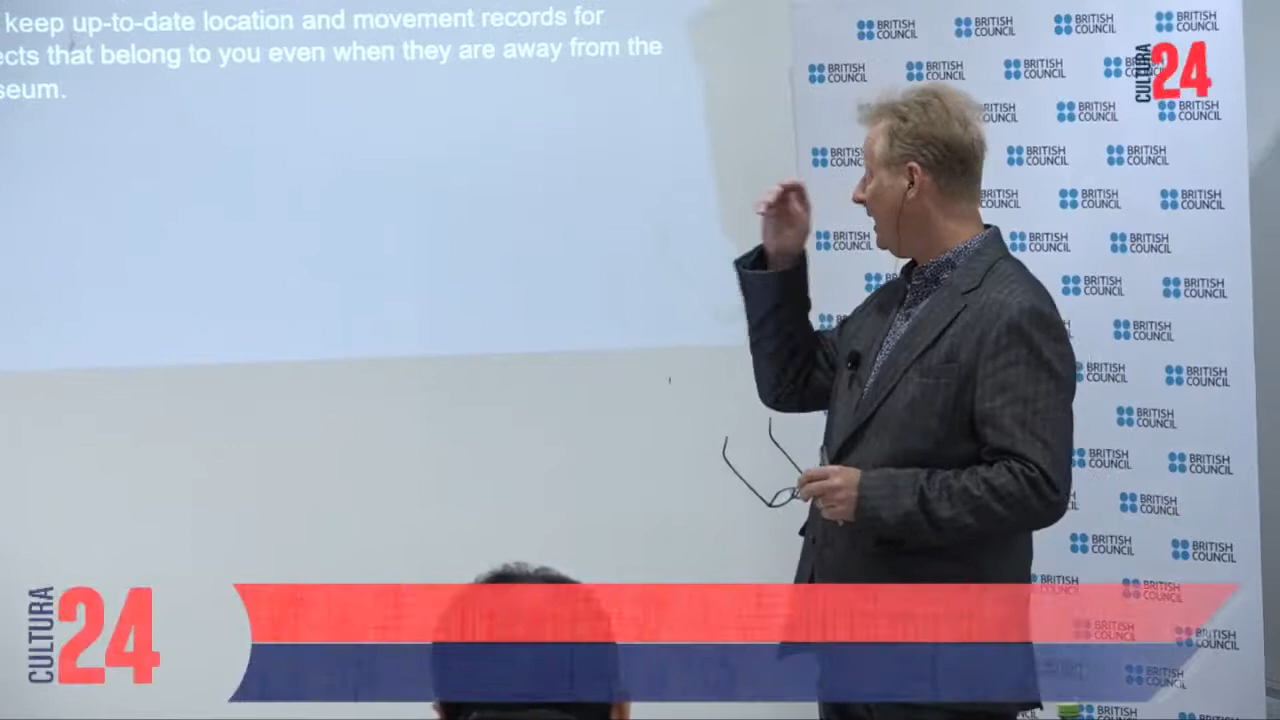 keep up-to-date location and movement records for
ects that belong to you even when they are away from the
seum.
BRITISH COUNCIL
CULTURA 24
CULTURA 24